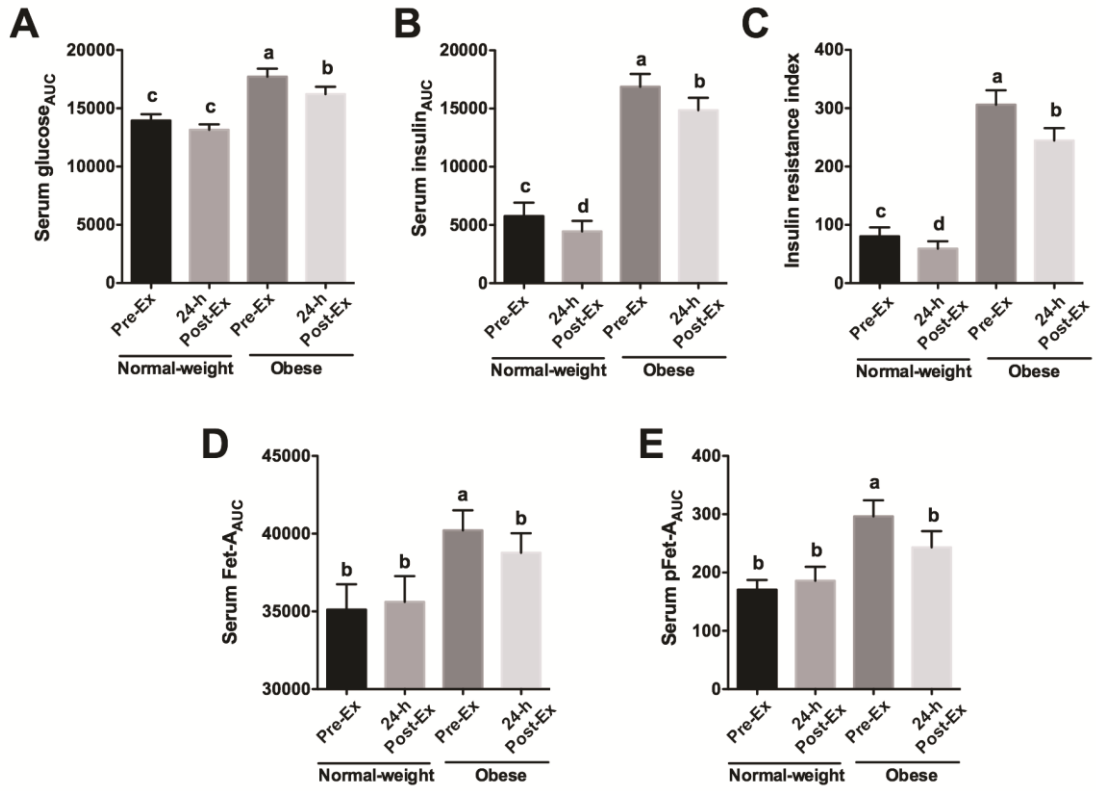 A
Serum glucoseAUC
20000
15000
10000
5000
0
c
c
a
b
Pre-Ex
24-h
Post-Ex
Pre-Ex
24-h
Post-Ex
Normal-weight
Obese
B
Serum insulinAUC
20000
15000
10000
5000
0
c
d
a
b
Pre-Ex
24-h
Post-Ex
Pre-Ex
24-h
Post-Ex
Normal-weight
Obese
C
Insulin resistance index
400
300
200
100
0
c
d
a
b
Pre-Ex
24-h
Post-Ex
Pre-Ex
24-h
Post-Ex
Normal-weight
Obese
D
Serum Fet-AAUC
45000
40000
35000
30000
b
b
a
b
Pre-Ex
24-h
Post-Ex
Pre-Ex
24-h
Post-Ex
Normal-weight
Obese
E
Serum pFet-AAUC
400
300
200
100
0
b
b
a
b
Pre-Ex
24-h
Post-Ex
Pre-Ex
24-h
Post-Ex
Normal-weight
Obese